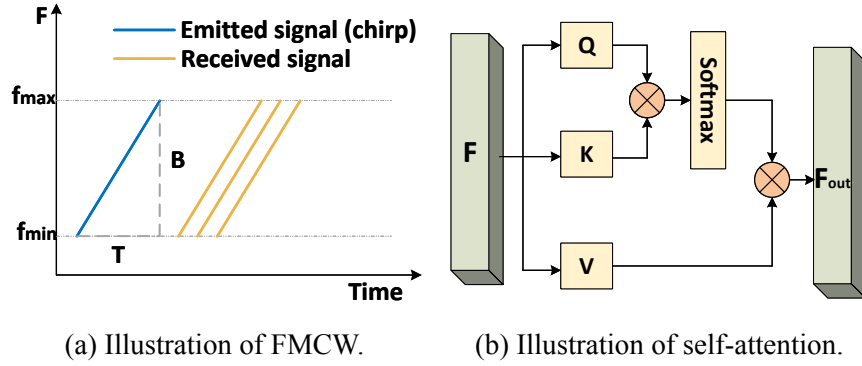 F
Emitted signal (chirp)
Received signal
fmax
B
fmin
T
Time
(a) Illustration of FMCW.
Q
Softmax
F
K
Fout
V
(b) Illustration of self-attention.